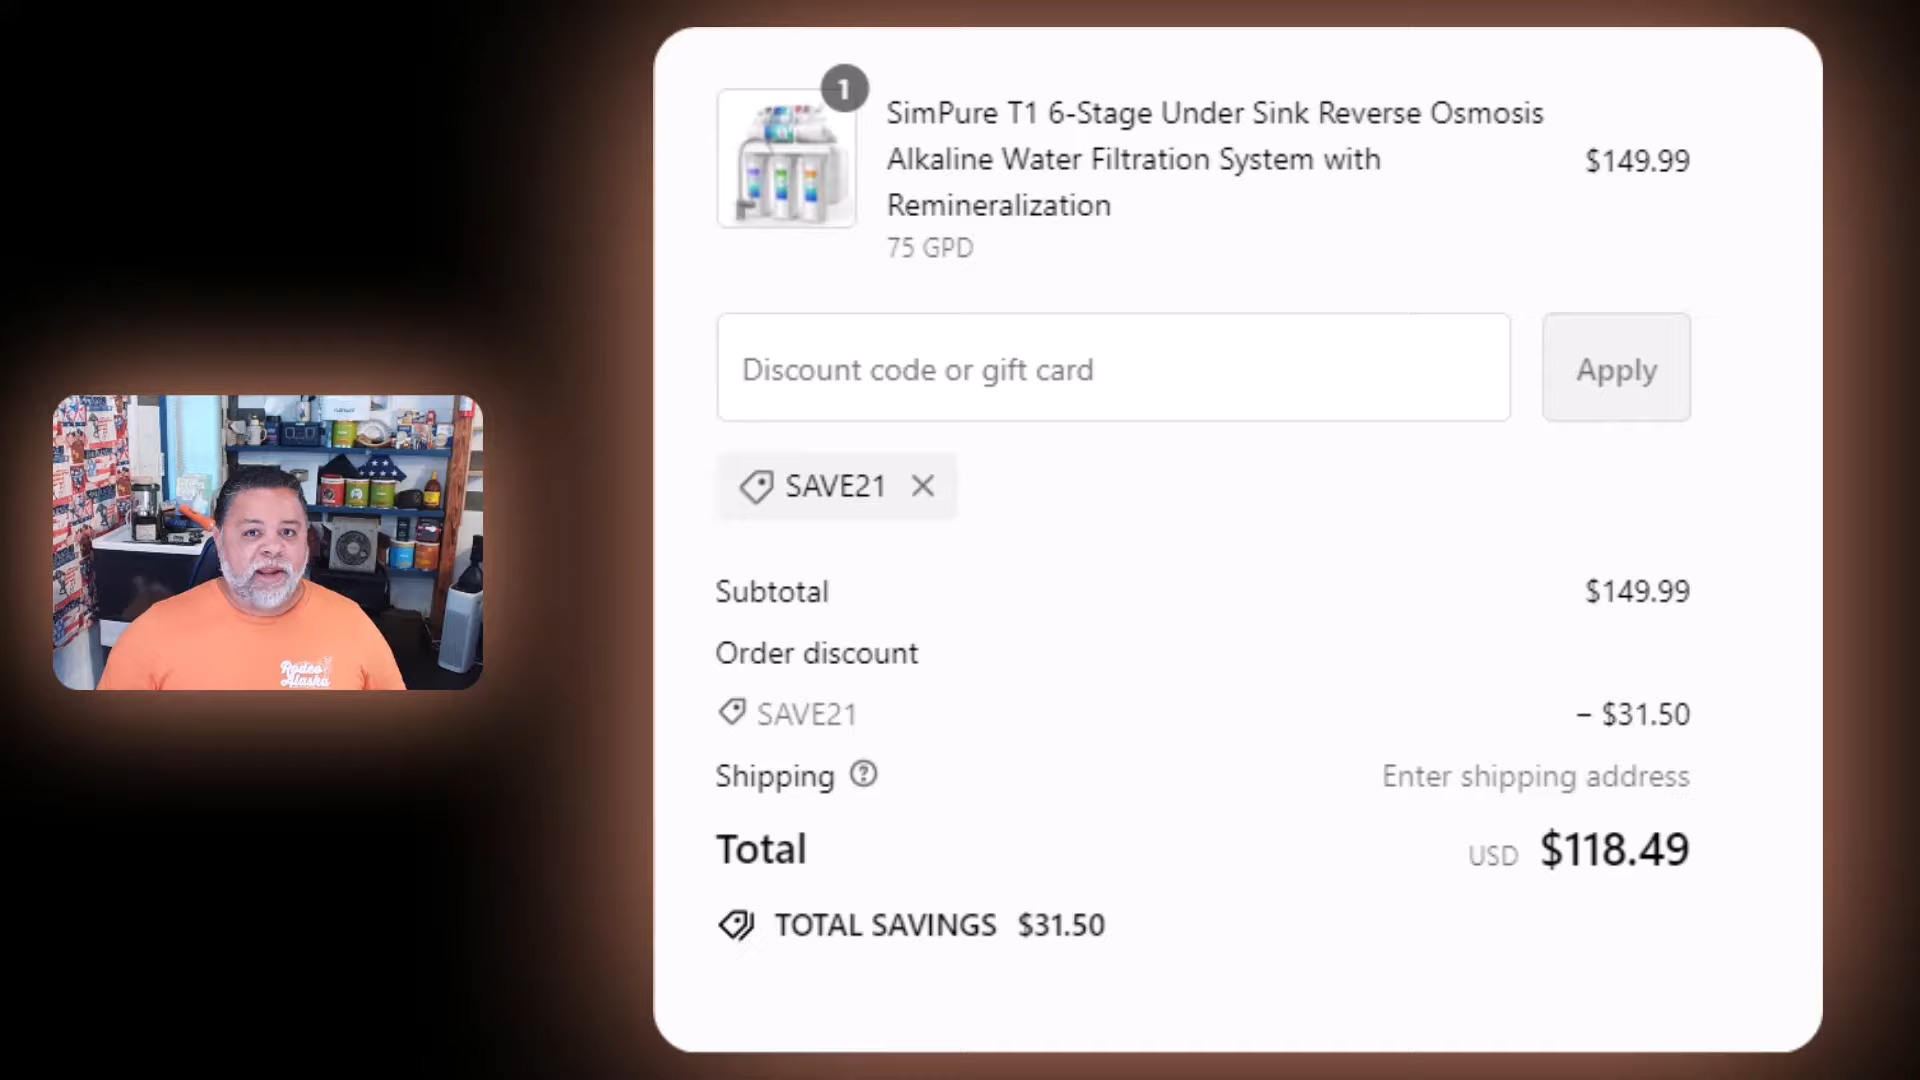 1
SimPure T1 6-Stage Under Sink Reverse Osmosis
Alkaline Water Filtration System with
Remineralization
$149.99
75 GPD
Discount code or gift card
Apply
SAVE21
Subtotal
$149.99
Order discount
SAVE21
– $31.50
Shipping
Enter shipping address
Total
USD $118.49
TOTAL SAVINGS $31.50
Rodeo
Alaska